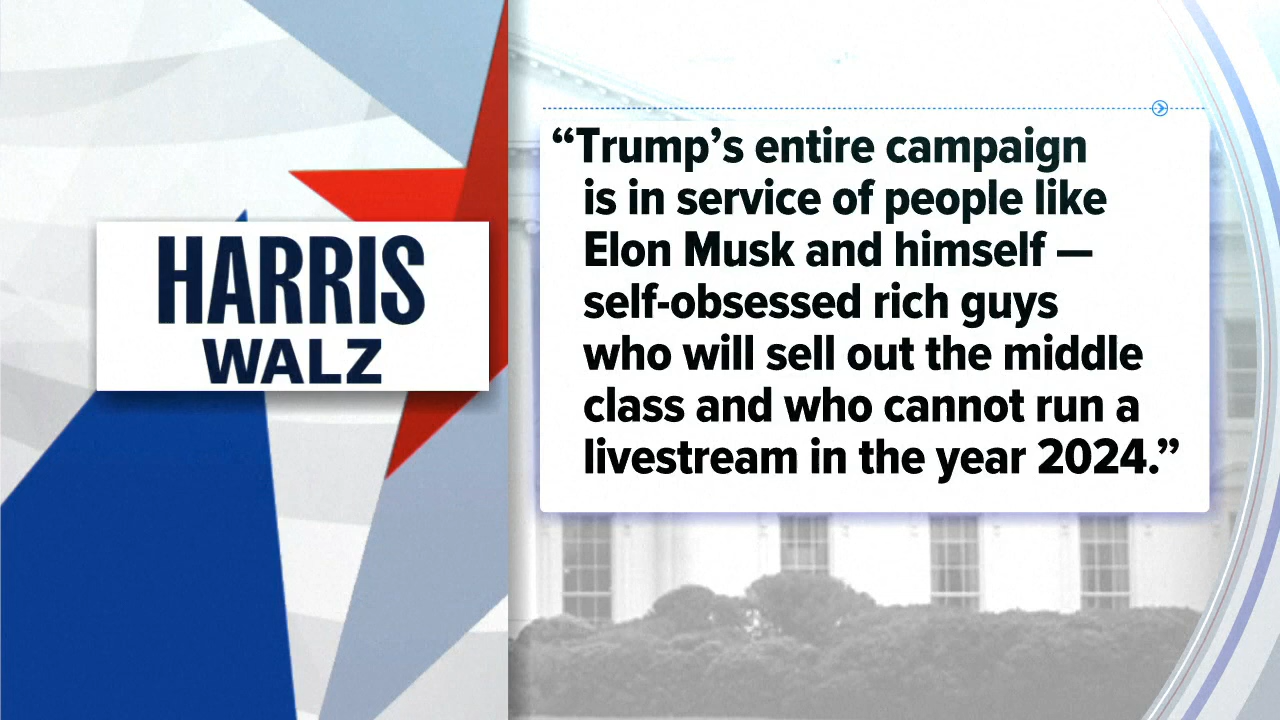 HARRIS
WALZ
“Trump’s entire campaign
is in service of people like
Elon Musk and himself —
self-obsessed rich guys
who will sell out the middle
class and who cannot run a
livestream in the year 2024.”